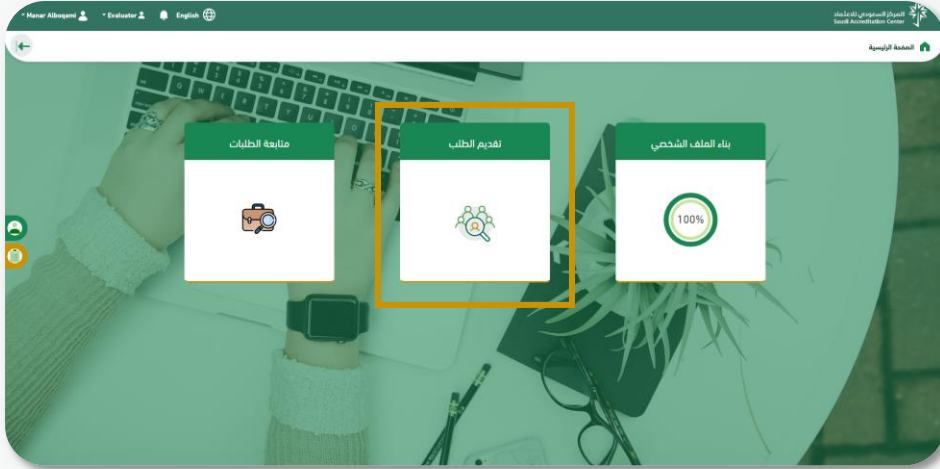 المركز السعودي للاعتماد
Saudi Accreditation Center
English
Evaluator
Manar Alboqami
الصفحة الرئيسية
بناء الملف الشخصي
تقديم الطلب
متابعة الطلبات
100%